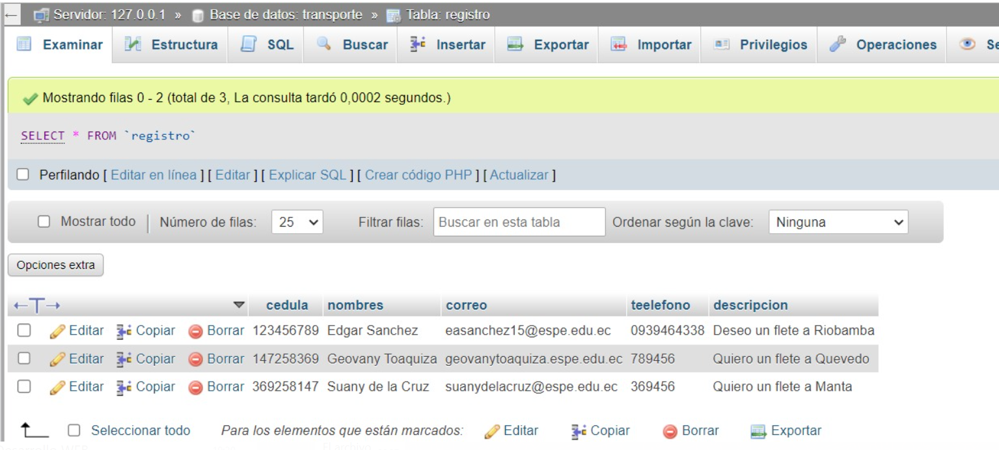 ← Servidor: 127.0.0.1 » Base de datos: transporte » Tabla: registro
Examinar Estructura SQL Buscar Insertar Exportar Importar Privilegios Operaciones Se
Mostrando filas 0 - 2 (total de 3, La consulta tardó 0,0002 segundos.)
SELECT * FROM `registro`
Perfilando [ Editar en línea ] [ Editar ] [ Explicar SQL ] [ Crear código PHP ] [ Actualizar ]
Mostrar todo | Número de filas: 25 Filtrar filas: Buscar en esta tabla Ordenar según la clave: Ninguna
Opciones extra
←T→ cedula nombres correo teelefono descripcion
Editar Copiar Borrar 123456789 Edgar Sanchez easanchez15@espe.edu.ec 0939464338 Deseo un flete a Riobamba
Editar Copiar Borrar 147258369 Geovany Toaquiza geovanytoaquiza.espe.edu.ec 789456 Quiero un flete a Quevedo
Editar Copiar Borrar 369258147 Suany de la Cruz suanydelacruz@espe.edu.ec 369456 Quiero un flete a Manta
Seleccionar todo Para los elementos que están marcados: Editar Copiar Borrar Exportar